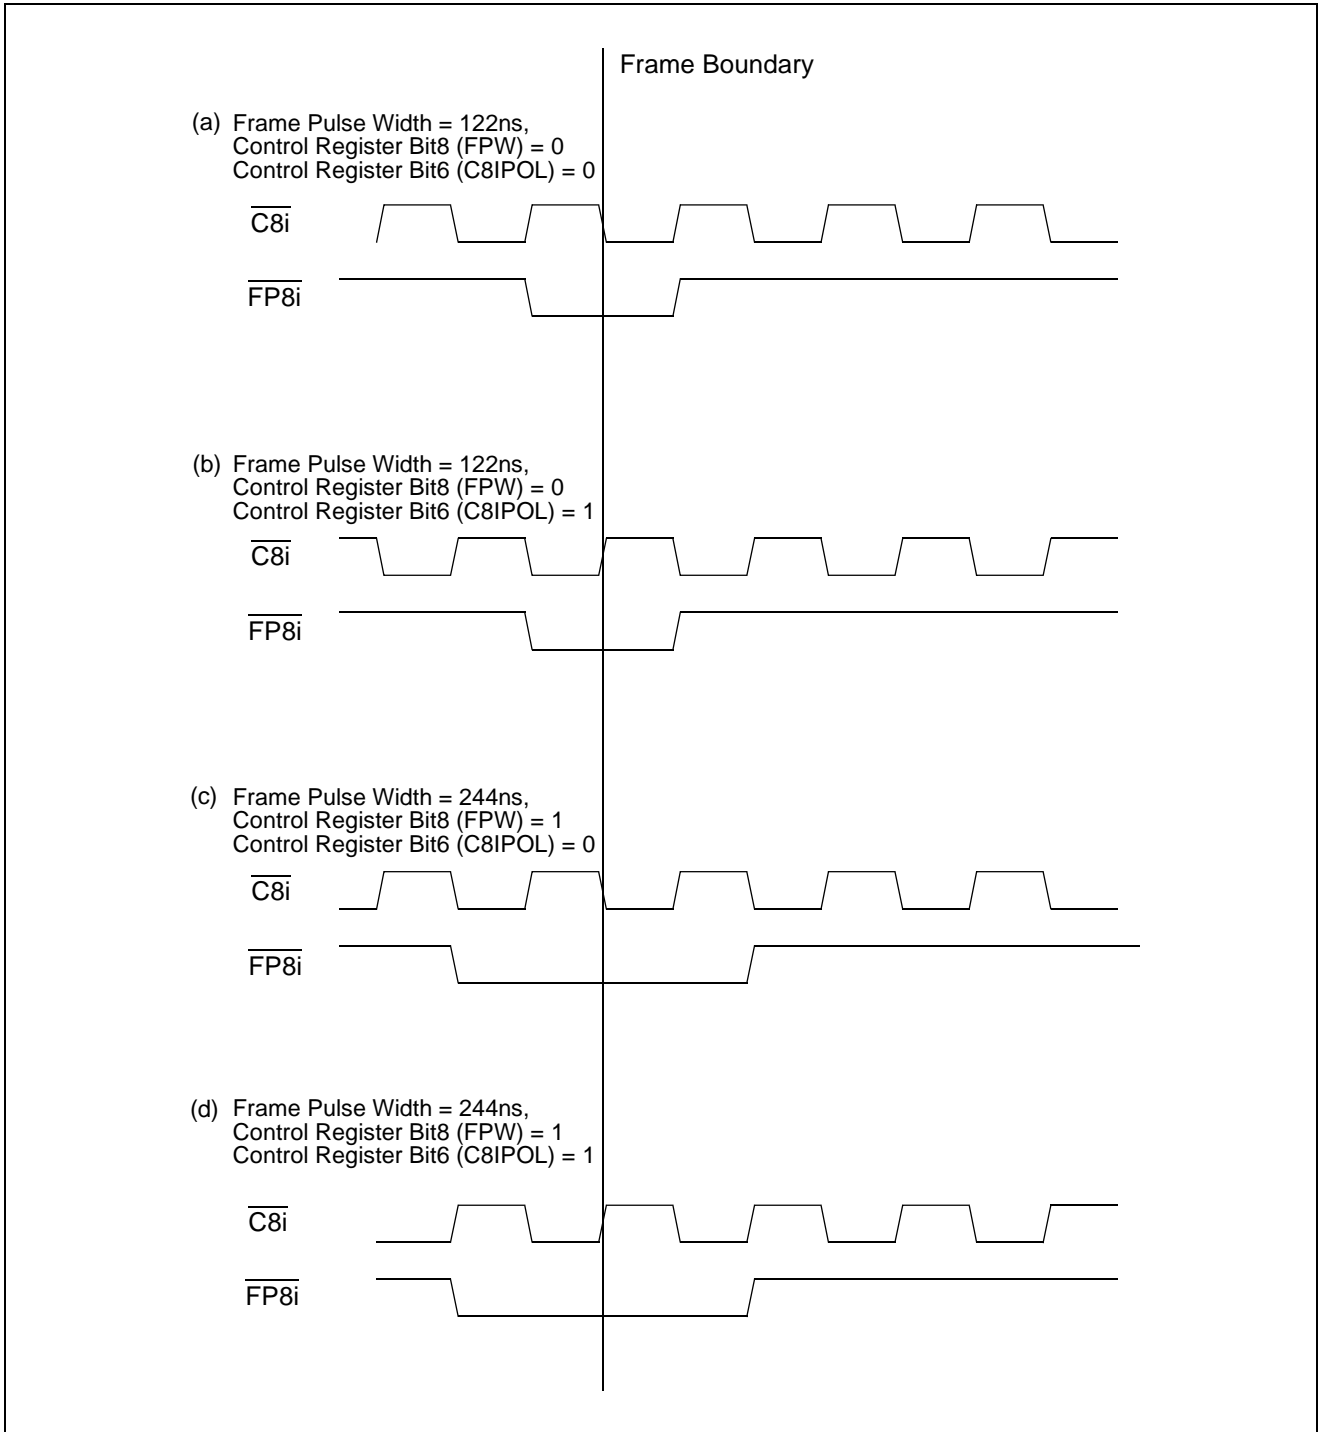 Frame Boundary
(a) Frame Pulse Width = 122ns,
Control Register Bit8 (FPW) = 0
Control Register Bit6 (C8IPOL) = 0
C8i
FP8i
(b) Frame Pulse Width = 122ns,
Control Register Bit8 (FPW) = 0
Control Register Bit6 (C8IPOL) = 1
C8i
FP8i
(c) Frame Pulse Width = 244ns,
Control Register Bit8 (FPW) = 1
Control Register Bit6 (C8IPOL) = 0
C8i
FP8i
(d) Frame Pulse Width = 244ns,
Control Register Bit8 (FPW) = 1
Control Register Bit6 (C8IPOL) = 1
C8i
FP8i